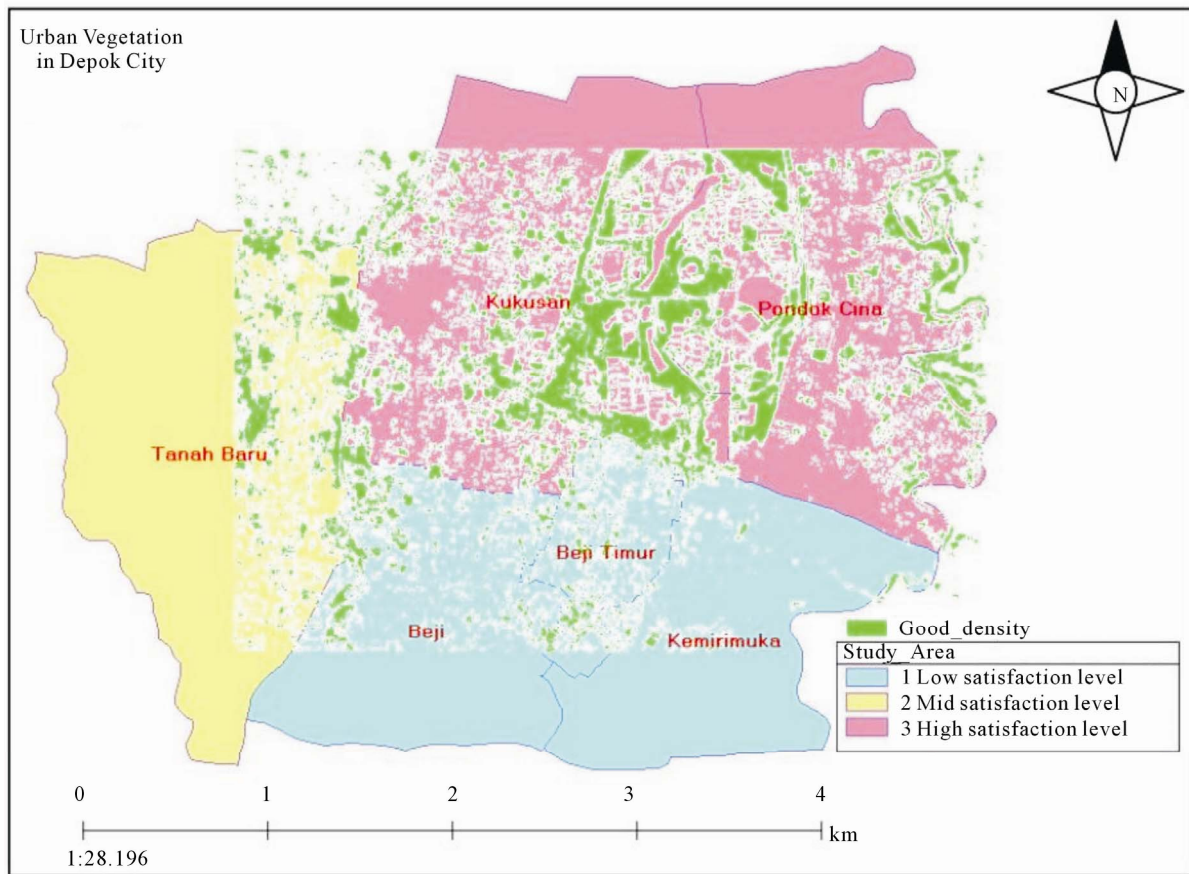 Urban Vegetation
in Depok City
N
Kukusan
Pondok Cina
Tanah Baru
Beji Timur
Beji
Kemirimuka
Good_density
Study_Area
1 Low satisfaction level
2 Mid satisfaction level
3 High satisfaction level
0 1 2 3 4
km
1:28.196